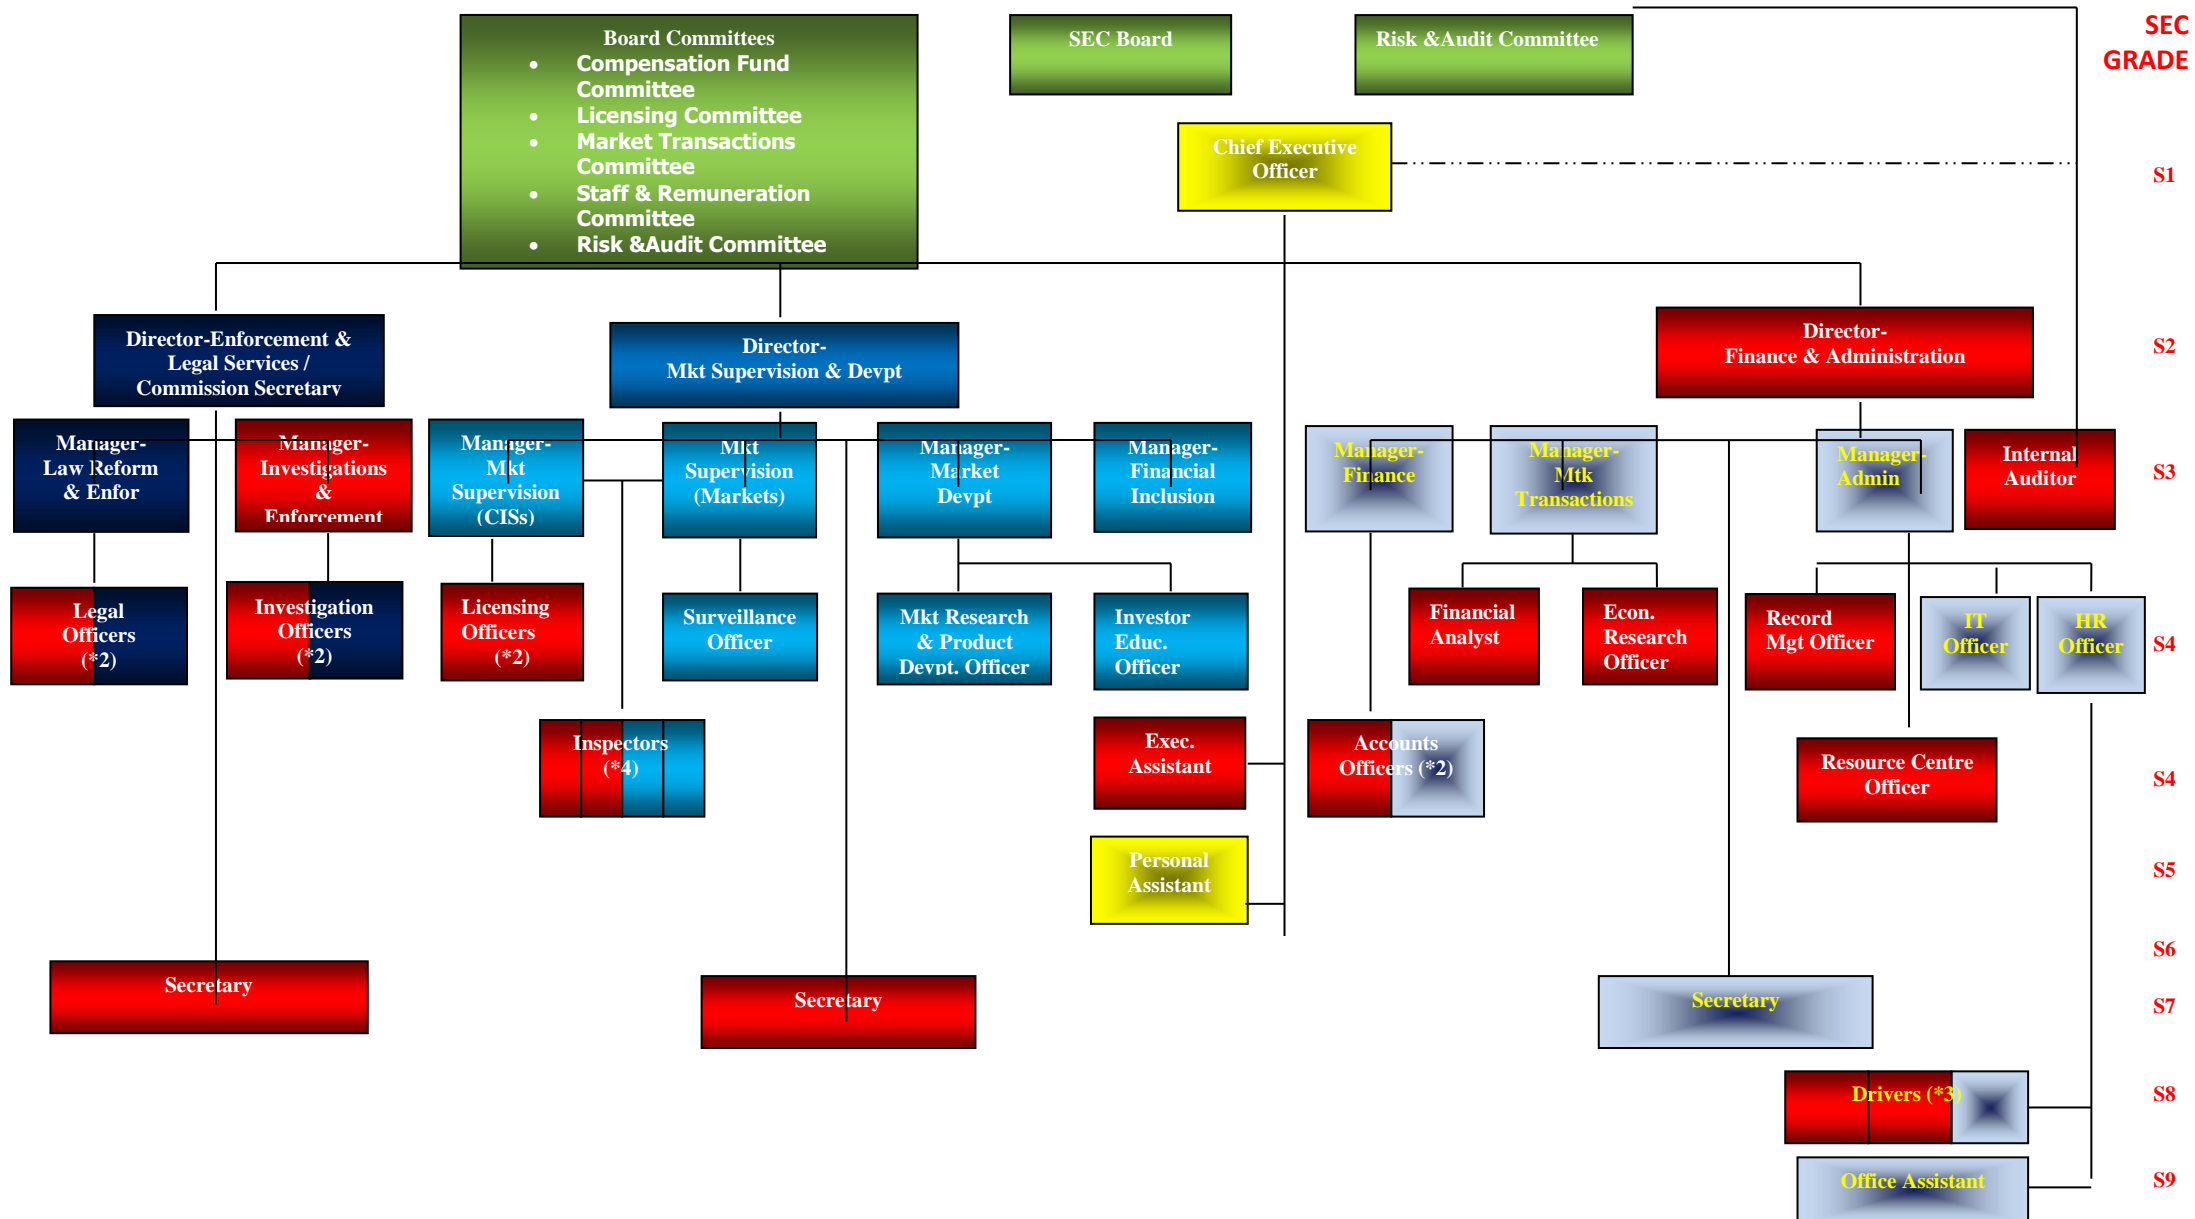 Board Committees
• Compensation Fund
Committee
• Licensing Committee
• Market Transactions
Committee
• Staff & Remuneration
Committee
• Risk &Audit Committee
SEC Board
Risk &Audit Committee
SEC
GRADE
Chief Executive
Officer
S1
Director-Enforcement &
Legal Services /
Commission Secretary
Director-
Mkt Supervision & Devpt
Director-
Finance & Administration
S2
Manager-
Law Reform
& Enfor
Manager-
Investigations
&
Enforcement
Manager-
Mkt
Supervision
(CISs)
Mkt
Supervision
(Markets)
Manager-
Market
Devpt
Manager-
Financial
Inclusion
Manager-
Finance
Manager-
Mtk
Transactions
Manager-
Admin
Internal
Auditor
S3
Legal
Officers
(*2)
Investigation
Officers
(*2)
Licensing
Officers
(*2)
Surveillance
Officer
Mkt Research
& Product
Devpt. Officer
Investor
Educ.
Officer
Financial
Analyst
Econ.
Research
Officer
Record
Mgt Officer
IT
Officer
HR
Officer
S4
Inspectors
(*4)
Exec.
Assistant
Accounts
Officers (*2)
Resource Centre
Officer
S4
Personal
Assistant
S5
S6
Secretary
Secretary
Secretary
S7
Drivers (*3)
S8
Office Assistant
S9